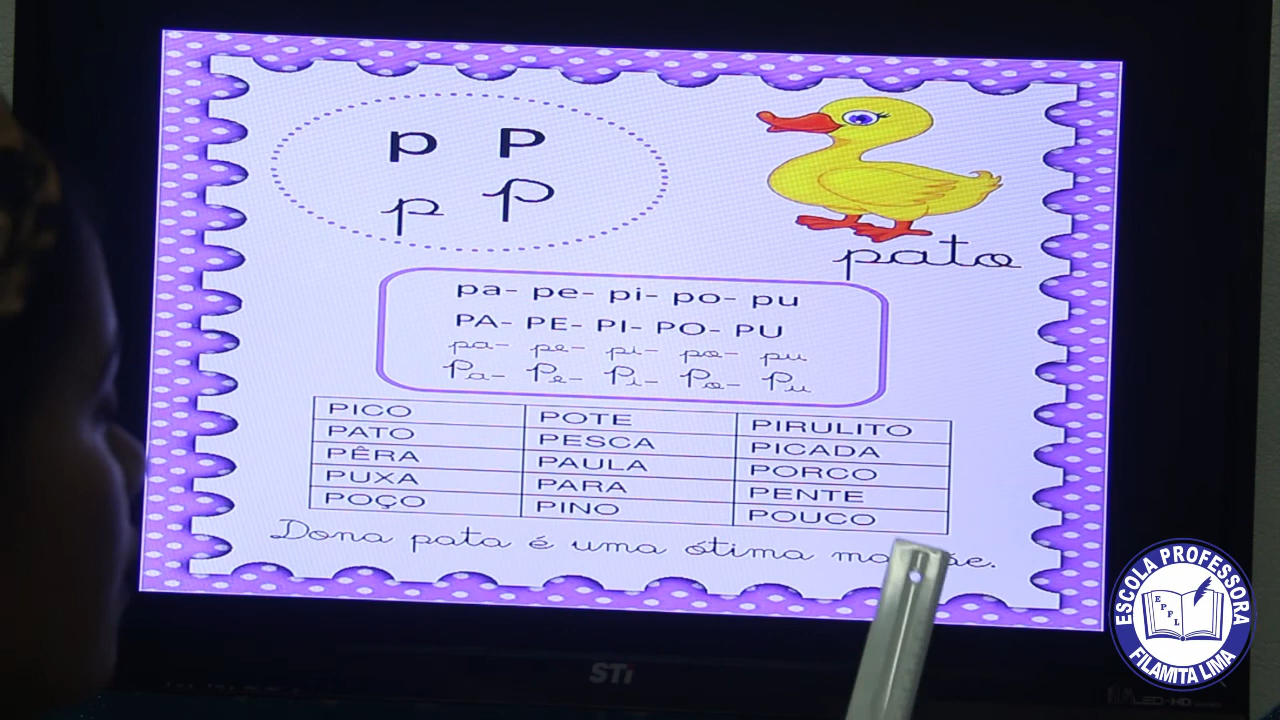 p P
p P
pato
pa- pe- pi- po- pu
PA- PE- PI- PO- PU
pa- pe- pi- po- pu
Pa- Pe- Pi- Po- Pu
PICO POTE PIRULITO
PATO PESCA PICADA
PÊRA PAULA PORCO
PUXA PARA PENTE
POÇO PINO POUCO
Dona pata é uma ótima
STi
ESCOLA PROFESSORA
E P F L
FILAMITA LIMA